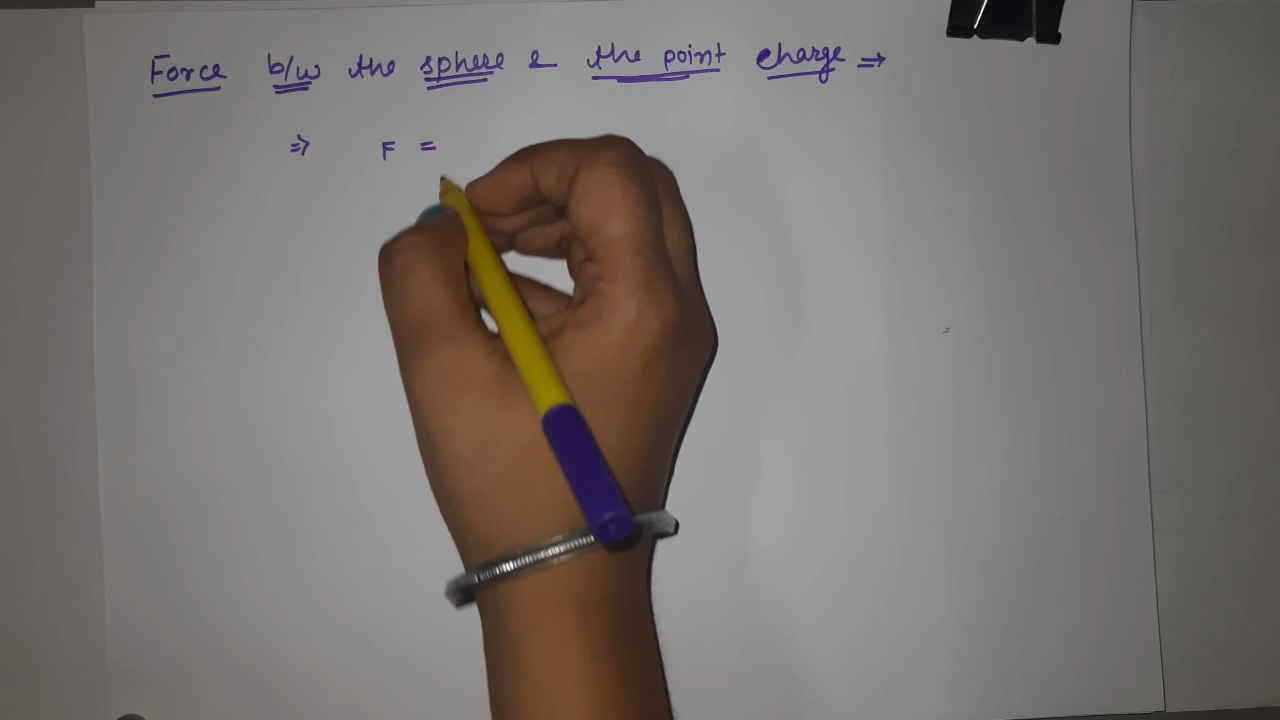 Force b/w the sphere & the point charge ⇒
⇒ F =